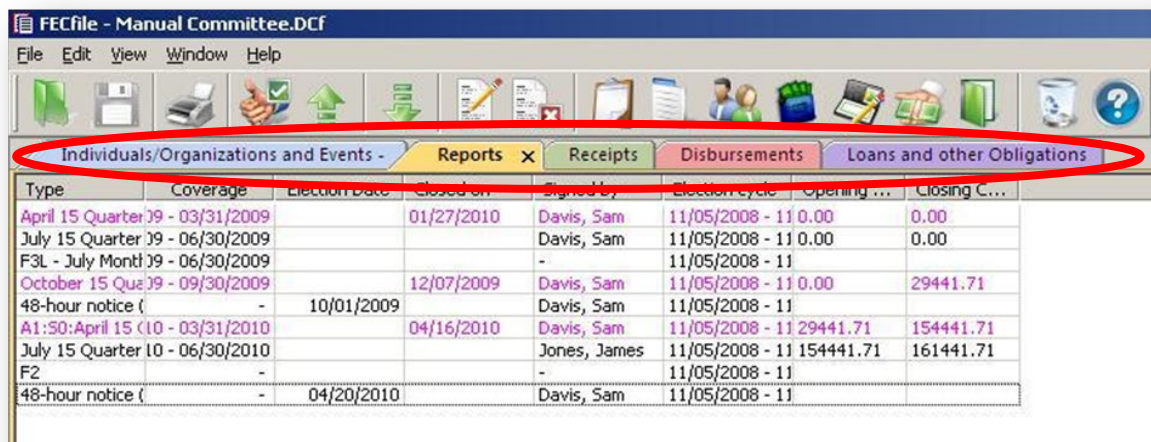 FECfile - Manual Committee.DCf
File Edit View Window Help
Individuals/Organizations and Events - Reports x Receipts Disbursements Loans and other Obligations
Type Coverage Election Date Closed on Signed by Election cycle Opening ... Closing C...
April 15 Quarter 09 - 03/31/2009 01/27/2010 Davis, Sam 11/05/2008 - 11 0.00 0.00
July 15 Quarter 09 - 06/30/2009 Davis, Sam 11/05/2008 - 11 0.00 0.00
F3L - July Month 09 - 06/30/2009 - 11/05/2008 - 11
October 15 Qua 09 - 09/30/2009 12/07/2009 Davis, Sam 11/05/2008 - 11 0.00 29441.71
48-hour notice ( - 10/01/2009 Davis, Sam 11/05/2008 - 11
A1:S0:April 15 ( 10 - 03/31/2010 04/16/2010 Davis, Sam 11/05/2008 - 11 29441.71 154441.71
July 15 Quarter 10 - 06/30/2010 Jones, James 11/05/2008 - 11 154441.71 161441.71
F2 - - 11/05/2008 - 11
48-hour notice ( - 04/20/2010 Davis, Sam 11/05/2008 - 11